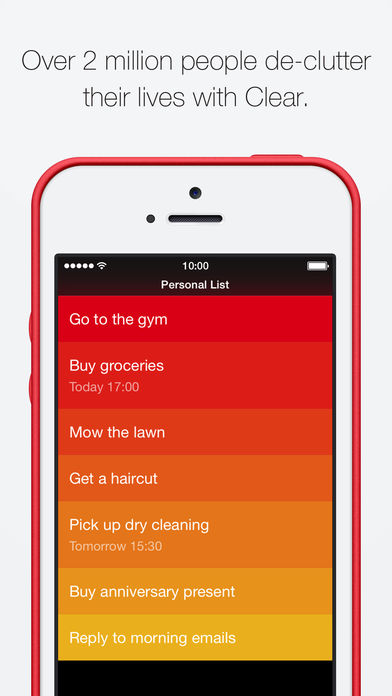 Over 2 million people de-clutter
their lives with Clear.
10:00
Personal List
Go to the gym
Buy groceries
Today 17:00
Mow the lawn
Get a haircut
Pick up dry cleaning
Tomorrow 15:30
Buy anniversary present
Reply to morning emails